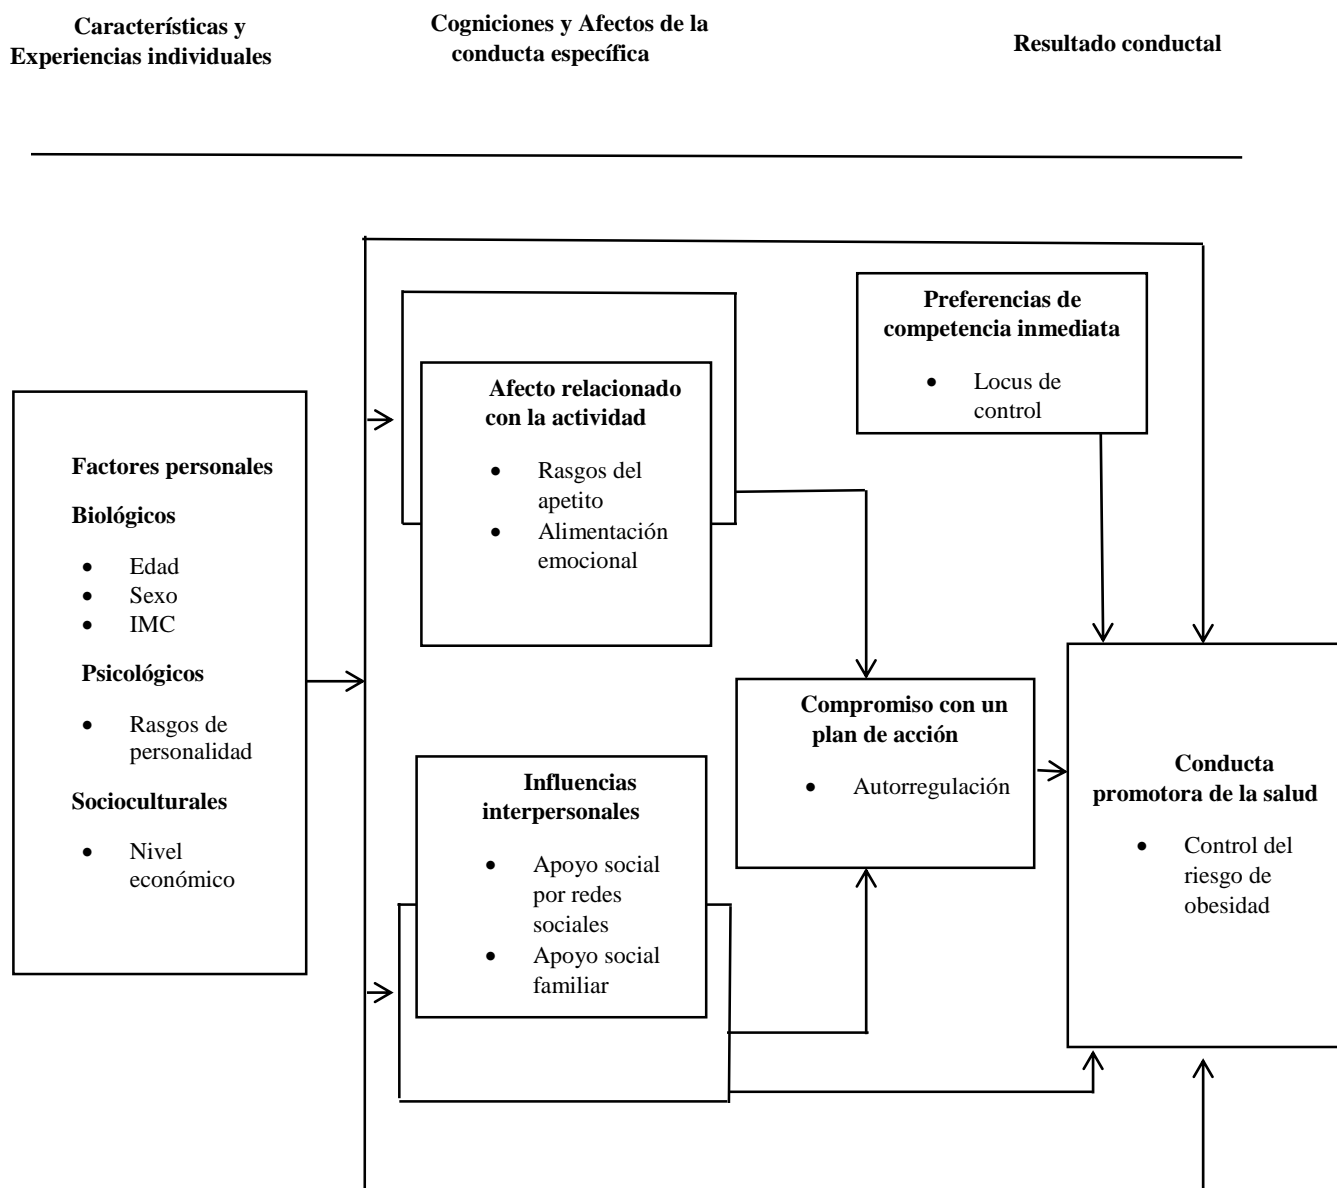 Características y
Experiencias individuales
Cogniciones y Afectos de la
conducta específica
Resultado conductal
Factores personales
Biológicos
• Edad
• Sexo
• IMC
Psicológicos
• Rasgos de
personalidad
Socioculturales
• Nivel
económico
Afecto relacionado
con la actividad
• Rasgos del
apetito
• Alimentación
emocional
Influencias
interpersonales
• Apoyo social
por redes
sociales
• Apoyo social
familiar
Preferencias de
competencia inmediata
• Locus de
control
Compromiso con un
plan de acción
• Autorregulación
Conducta
promotora de la salud
• Control del
riesgo de
obesidad